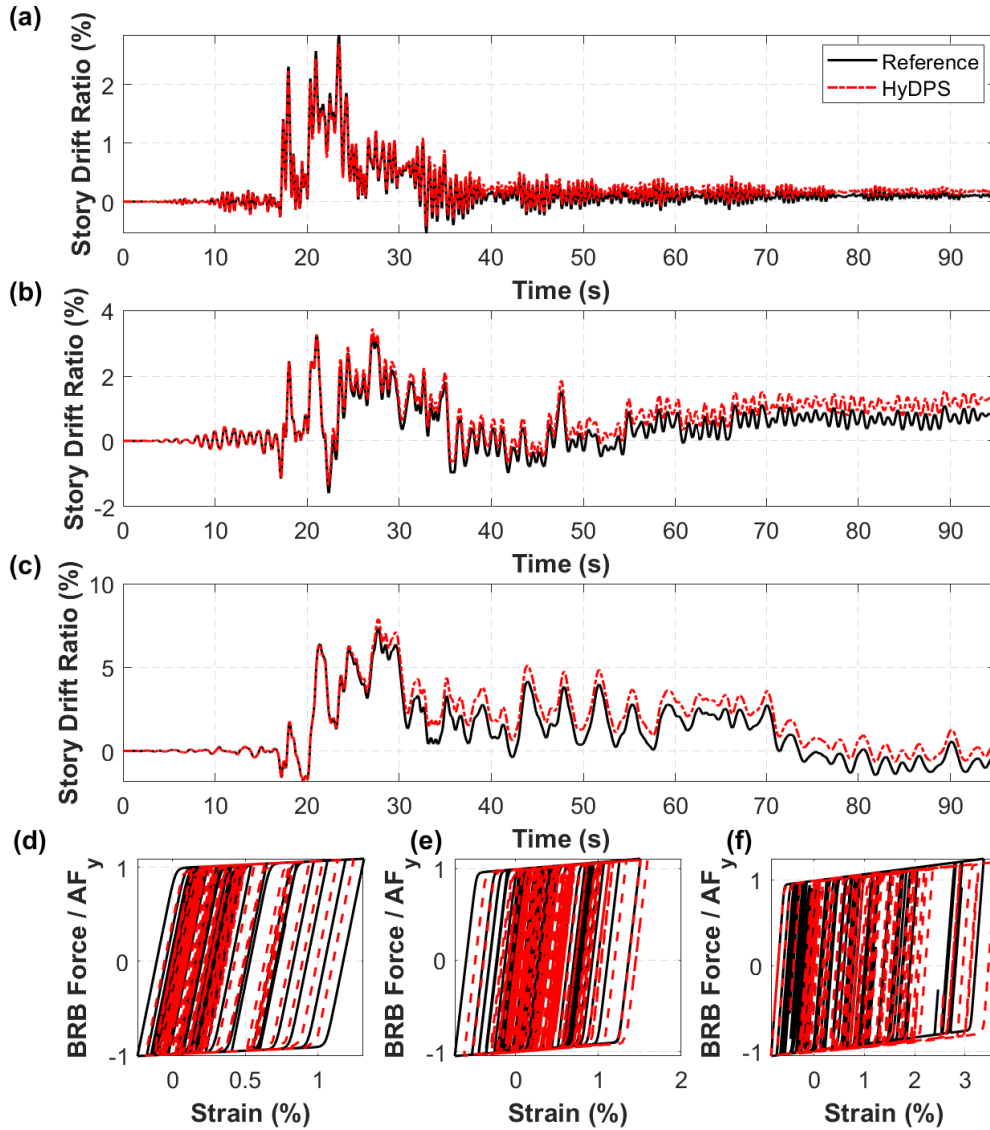 (a)
Story Drift Ratio (%)
2
1
0
Reference
HyDPS
0 10 20 30 40 50 60 70 80 90
Time (s)
(b)
Story Drift Ratio (%)
4
2
0
-2
0 10 20 30 40 50 60 70 80 90
Time (s)
(c)
Story Drift Ratio (%)
10
5
0
0 10 20 30 40 50 60 70 80 90
Time (s)
(d)
BRB Force / AFy
1
0
-1
0 0.5 1
Strain (%)
(e)
BRB Force / AFy
1
0
-1
0 1 2
Strain (%)
(f)
BRB Force / AFy
1
0
-1
0 1 2 3
Strain (%)